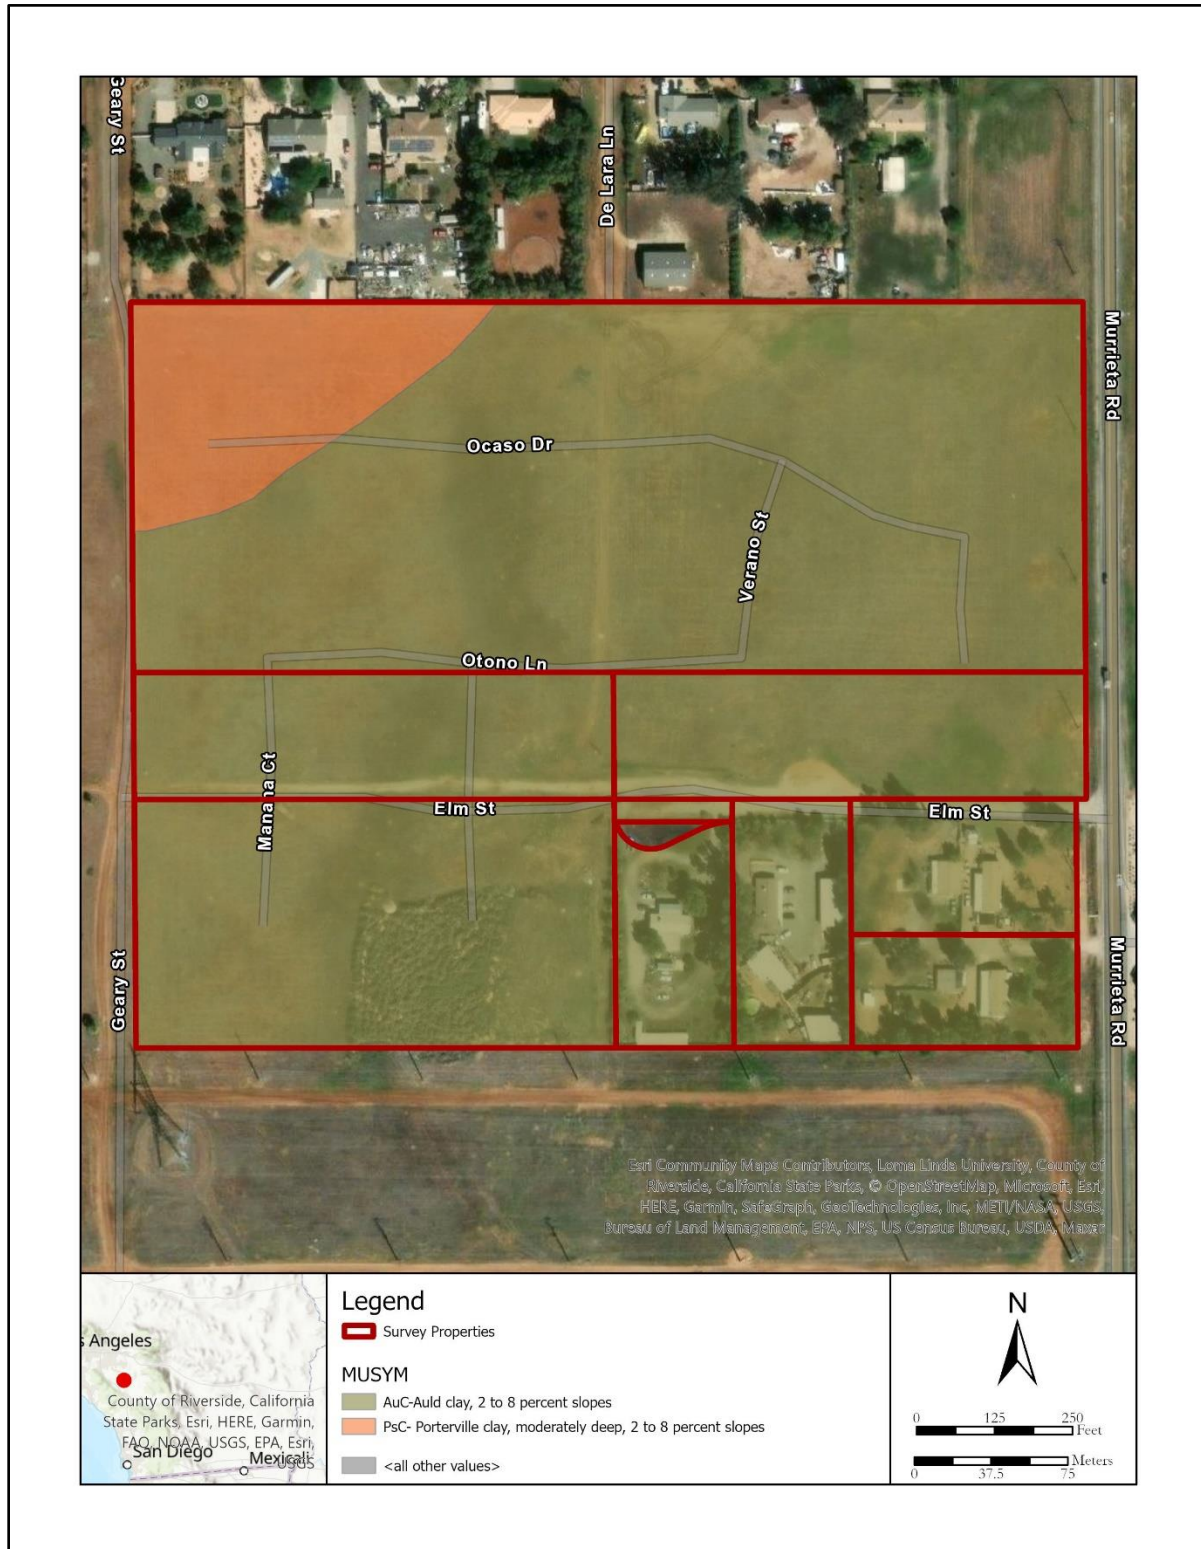 Geary St
De Lara Ln
Murrieta Rd
Ocaso Dr
Verano St
Otono Ln
Manana Ct
Elm St
Elm St
Geary St
Murrieta Rd
Esri Community Maps Contributors, Loma Linda University, County of
Riverside, California State Parks, © OpenStreetMap, Microsoft, Esri,
HERE, Garmin, SafeGraph, GeoTechnologies, Inc, METI/NASA, USGS,
Bureau of Land Management, EPA, NPS, US Census Bureau, USDA, Maxar
s Angeles
County of Riverside, California
State Parks, Esri, HERE, Garmin,
FAO, NOAA, USGS, EPA, Esri,
USGS
San Diego
Mexicali
Legend
Survey Properties
MUSYM
AuC-Auld clay, 2 to 8 percent slopes
PsC- Porterville clay, moderately deep, 2 to 8 percent slopes
<all other values>
N
0 125 250
Feet
Meters
0 37.5 75